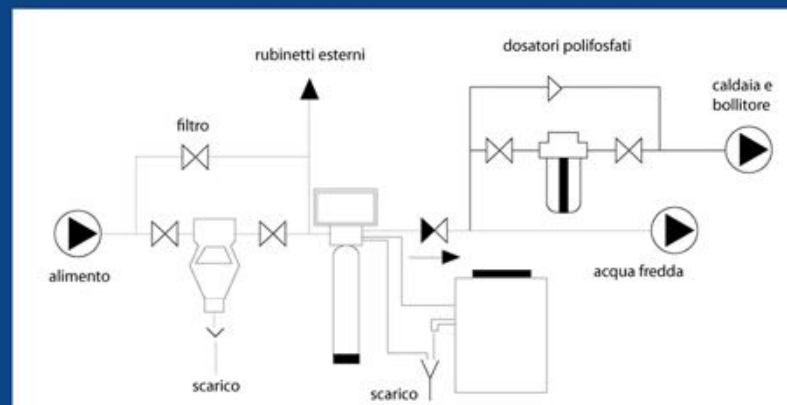 rubinetti esterni
dosatori polifosfati
caldaia e
bollitore
filtro
alimento
acqua fredda
scarico
scarico